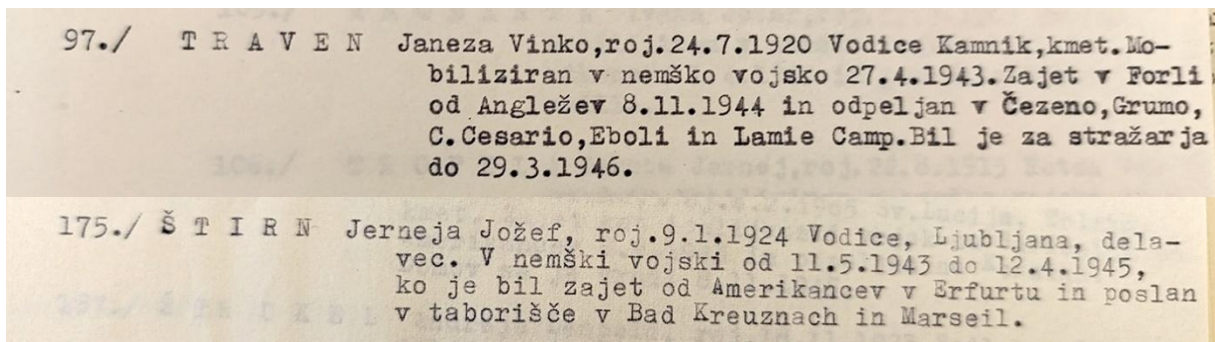 97./ T R A V E N Janeza Vinko,roj.24.7.1920 Vodice Kamnik,kmet.Mo-
biliziran v nemško vojsko 27.4.1943.Zajet v Forli
od Angležev 8.11.1944 in odpeljan v Čezeno,Grumo,
C.Cesario,Eboli in Lamie Camp.Bil je za stražarja
do 29.3.1946.
175./ Š T I R N Jerneja Jožef, roj.9.1.1924 Vodice, Ljubljana, dela-
vec. V nemški vojski od 11.5.1943 do 12.4.1945,
ko je bil zajet od Amerikancev v Erfurtu in poslan
v taborišče v Bad Kreuznach in Marseil.